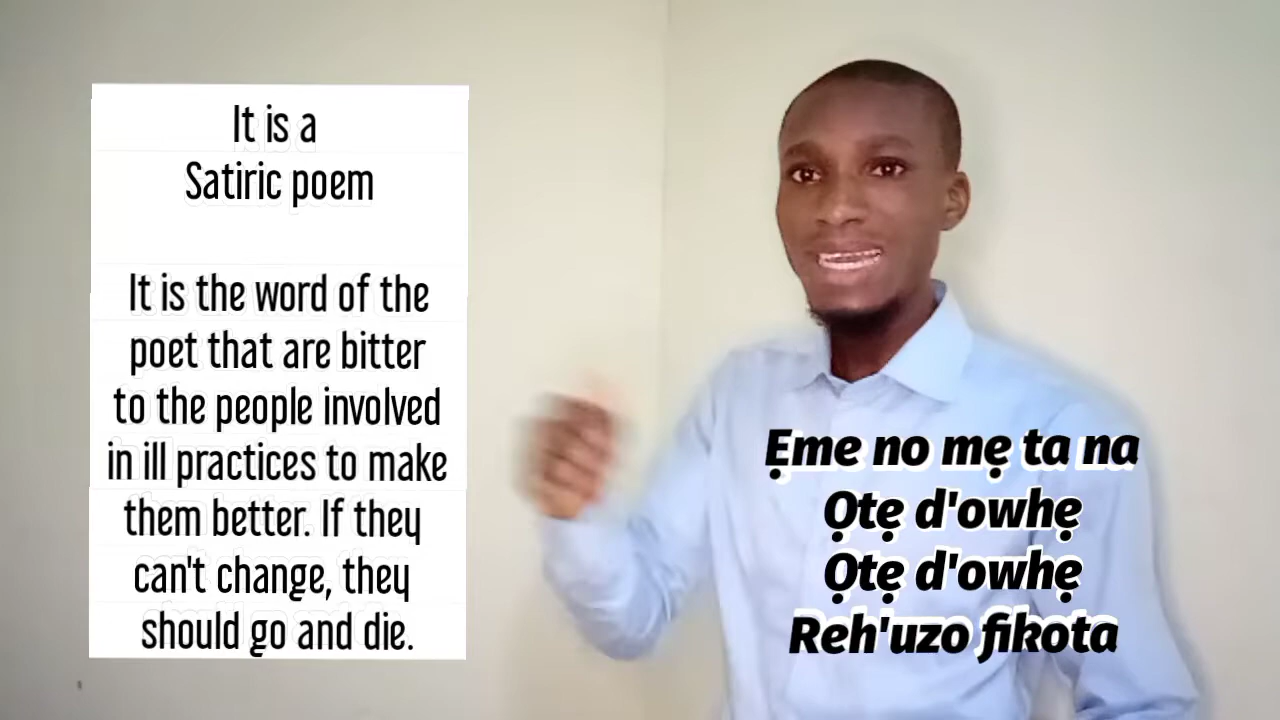 It is a
Satiric poem
It is the word of the
poet that are bitter
to the people involved
in ill practices to make
them better. If they
can't change, they
should go and die.
Ẹme no mẹ ta na
Ọtẹ d'owhẹ
Ọtẹ d'owhẹ
Reh'uzo fikota